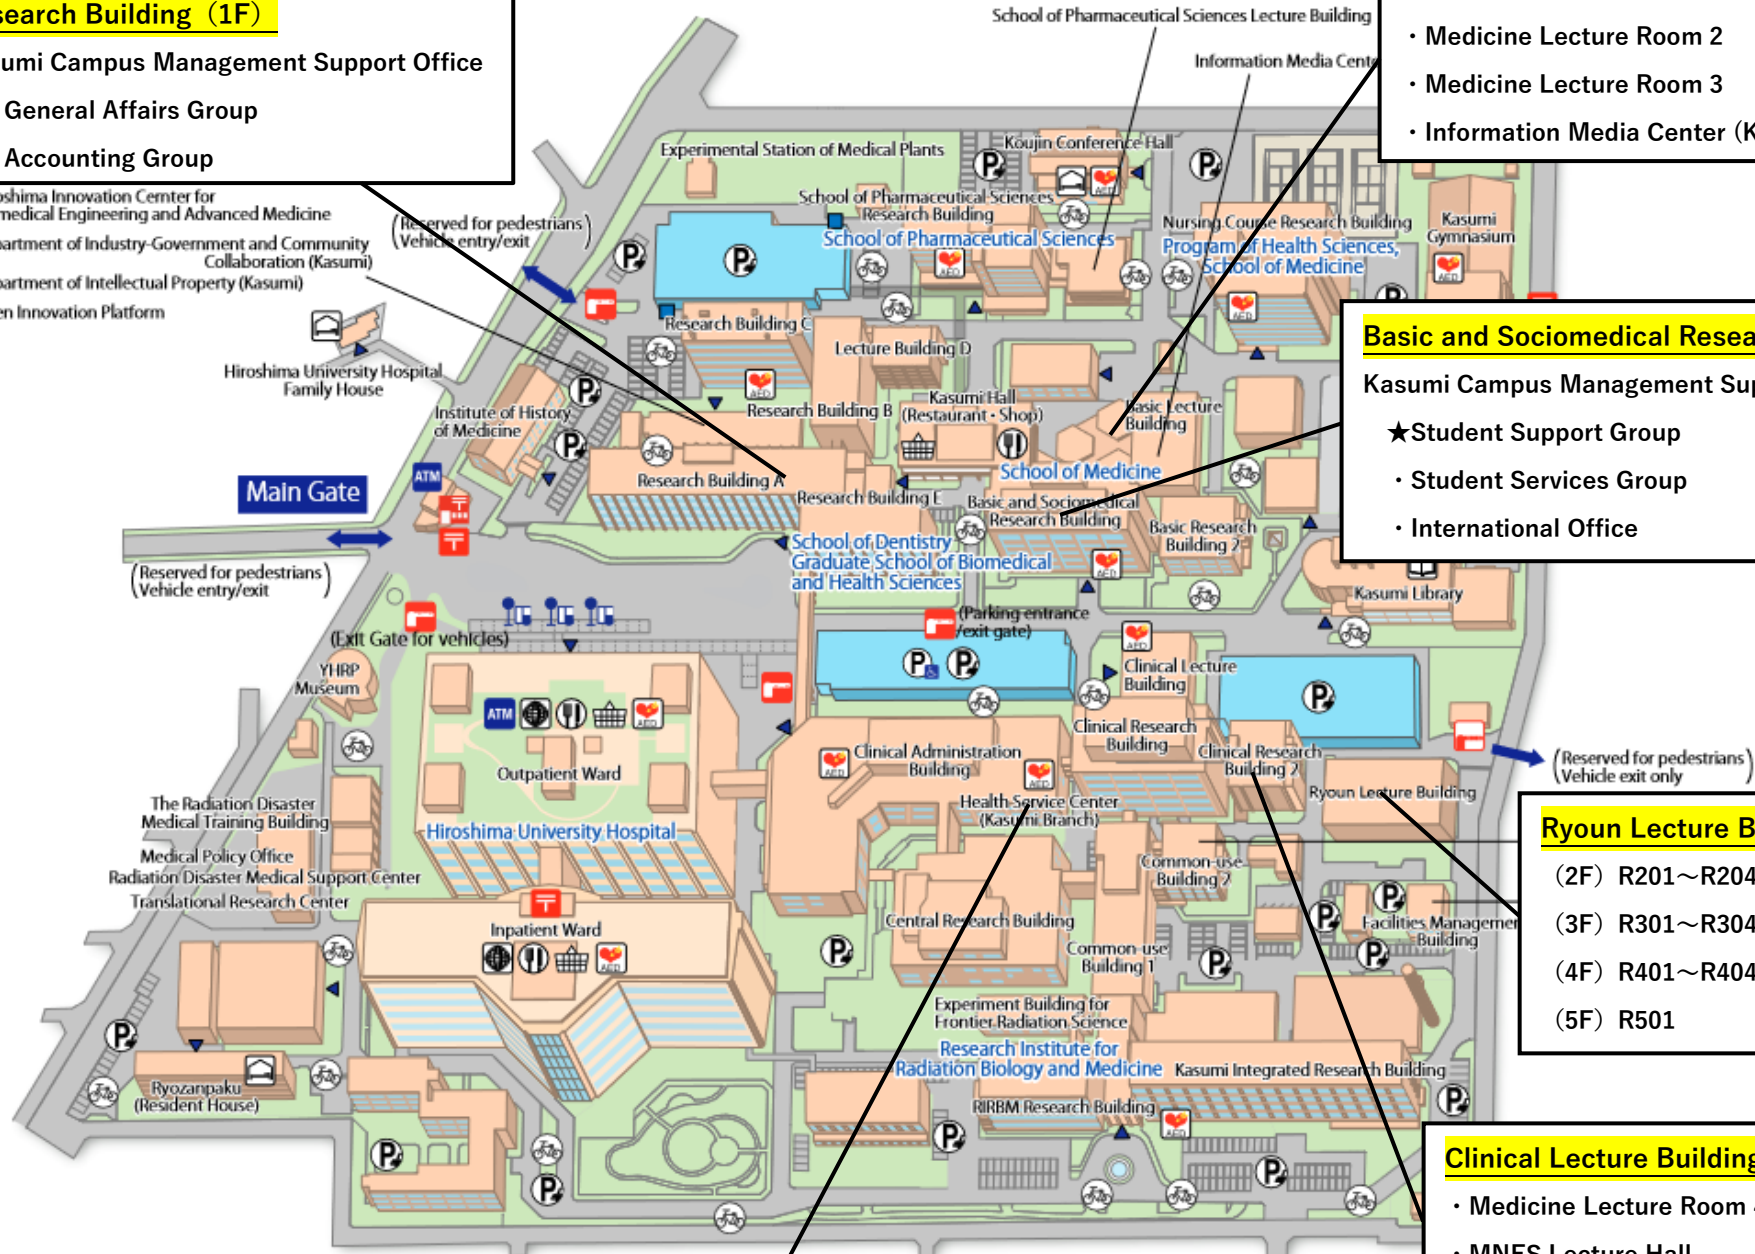 search Building（1F）
umi Campus Management Support Office
General Affairs Group
Accounting Group
School of Pharmaceutical Sciences Lecture Building
Information Media Cent
・Medicine Lecture Room 2
・Medicine Lecture Room 3
・Information Media Center (K
oshima Innovation Cemter for
medical Engineering and Advanced Medicine
partment of Industry-Government and Community
Collaboration (Kasumi)
partment of Intellectual Property (Kasumi)
en Innovation Platform
(Reserved for pedestrians)
(Vehicle entry/exit)
Experimental Station of Medical Plants
Koujin Conference Hall
School of Pharmaceutical Sciences
Research Building
School of Pharmaceutical Sciences
Nursing Course Research Building
Program of Health Sciences,
School of Medicine
Kasumi
Gymnasium
Hiroshima University Hospital
Family House
Research Building C
Lecture Building D
Institute of History
of Medicine
Research Building B
Kasumi Hall
(Restaurant・Shop)
Basic Lecture
Building
Basic and Sociomedical Resea
Kasumi Campus Management Sup
★Student Support Group
・Student Services Group
・International Office
Main Gate
ATM
Research Building A
Research Building E
School of Medicine
Basic and Sociomedical
Research Building
Basic Research
Building 2
School of Dentistry
Graduate School of Biomedical
and Health Sciences
(Reserved for pedestrians)
(Vehicle entry/exit)
Kasumi Library
(Exit Gate for vehicles)
(Parking entrance
/exit gate)
YHRP
Museum
Clinical Lecture
Building
ATM
Outpatient Ward
Clinical Administration
Building
Clinical Research
Building
Clinical Research
Building 2
(Reserved for pedestrians)
(Vehicle exit only)
Ryoun Lecture Building
Health Service Center
(Kasumi Branch)
The Radiation Disaster
Medical Training Building
Hiroshima University Hospital
Medical Policy Office
Radiation Disaster Medical Support Center
Translational Research Center
Common-use
Building 2
Ryoun Lecture B
（2F）R201～R204
（3F）R301～R304
（4F）R401～R404
（5F）R501
Inpatient Ward
Central Research Building
Facilities Managemen
Building
Common-use
Building 1
Experiment Building for
Frontier Radiation Science
Research Institute for
Radiation Biology and Medicine
Kasumi Integrated Research Building
Ryozanpaku
(Resident House)
RIRBM Research Building
Clinical Lecture Building
・Medicine Lecture Room
・MNES Lecture Hall